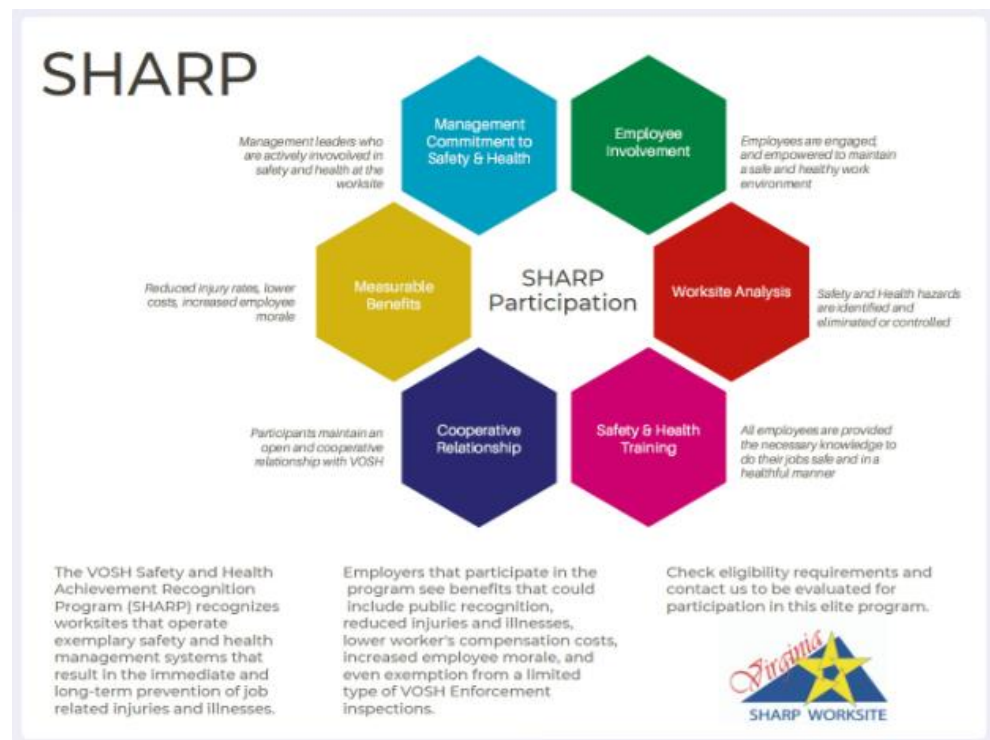 SHARP
Management
Commitment to
Safety & Health
Management leaders who
are actively invovolved in
safety and health at the
worksite
Employee
Involvement
Employees are engaged,
and empowered to maintain
a safe and healthy work
environment
Measurable
Benefits
Reduced injury rates, lower
costs, increased employee
morale
SHARP
Participation
Worksite Analysis
Safety and Health hazards
are identified and
eliminated or controlled
Cooperative
Relationship
Participants maintain an
open and cooperative
relationship with VOSH
Safety & Health
Training
All employees are provided
the necessary knowledge to
do their jobs safe and in a
healthful manner
The VOSH Safety and Health
Achievement Recognition
Program (SHARP) recognizes
worksites that operate
exemplary safety and health
management systems that
result in the immediate and
long-term prevention of job
related injuries and illnesses.
Employers that participate in the
program see benefits that could
include public recognition,
reduced injuries and illnesses,
lower worker's compensation costs,
increased employee morale, and
even exemption from a limited
type of VOSH Enforcement
inspections.
Check eligibility requirements and
contact us to be evaluated for
participation in this elite program.
Virginia
SHARP WORKSITE